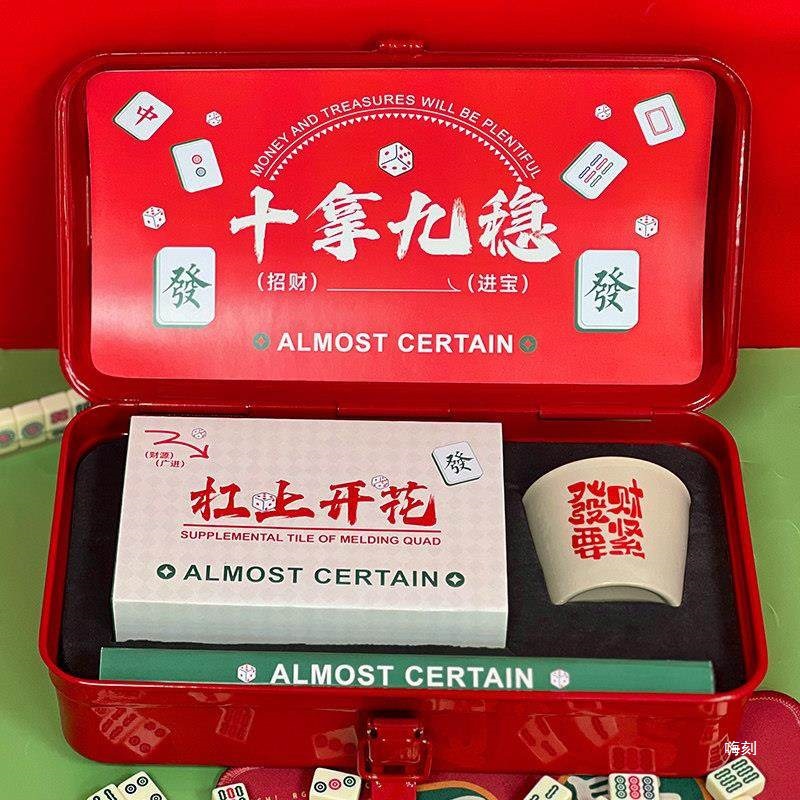 MONEY AND TREASURES WILL BE PLENTIFUL
中
十拿九稳
（招财）
（进宝）
發
發
ALMOST CERTAIN
（财源）
（广进）
發
杠上开花
SUPPLEMENTAL TILE OF MELDING QUAD
ALMOST CERTAIN
發要
财紧
ALMOST CERTAIN
嗨刻